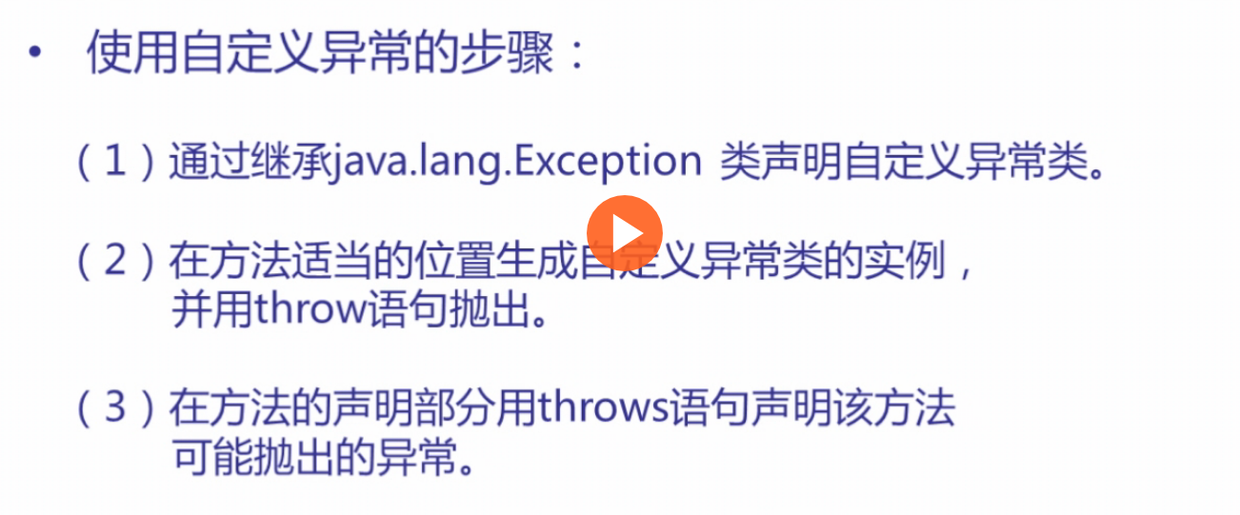 • 使用自定义异常的步骤：
（1）通过继承java.lang.Exception 类声明自定义异常类。
（2）在方法适当的位置生成自定义异常类的实例，
并用throw语句抛出。
（3）在方法的声明部分用throws语句声明该方法
可能抛出的异常。